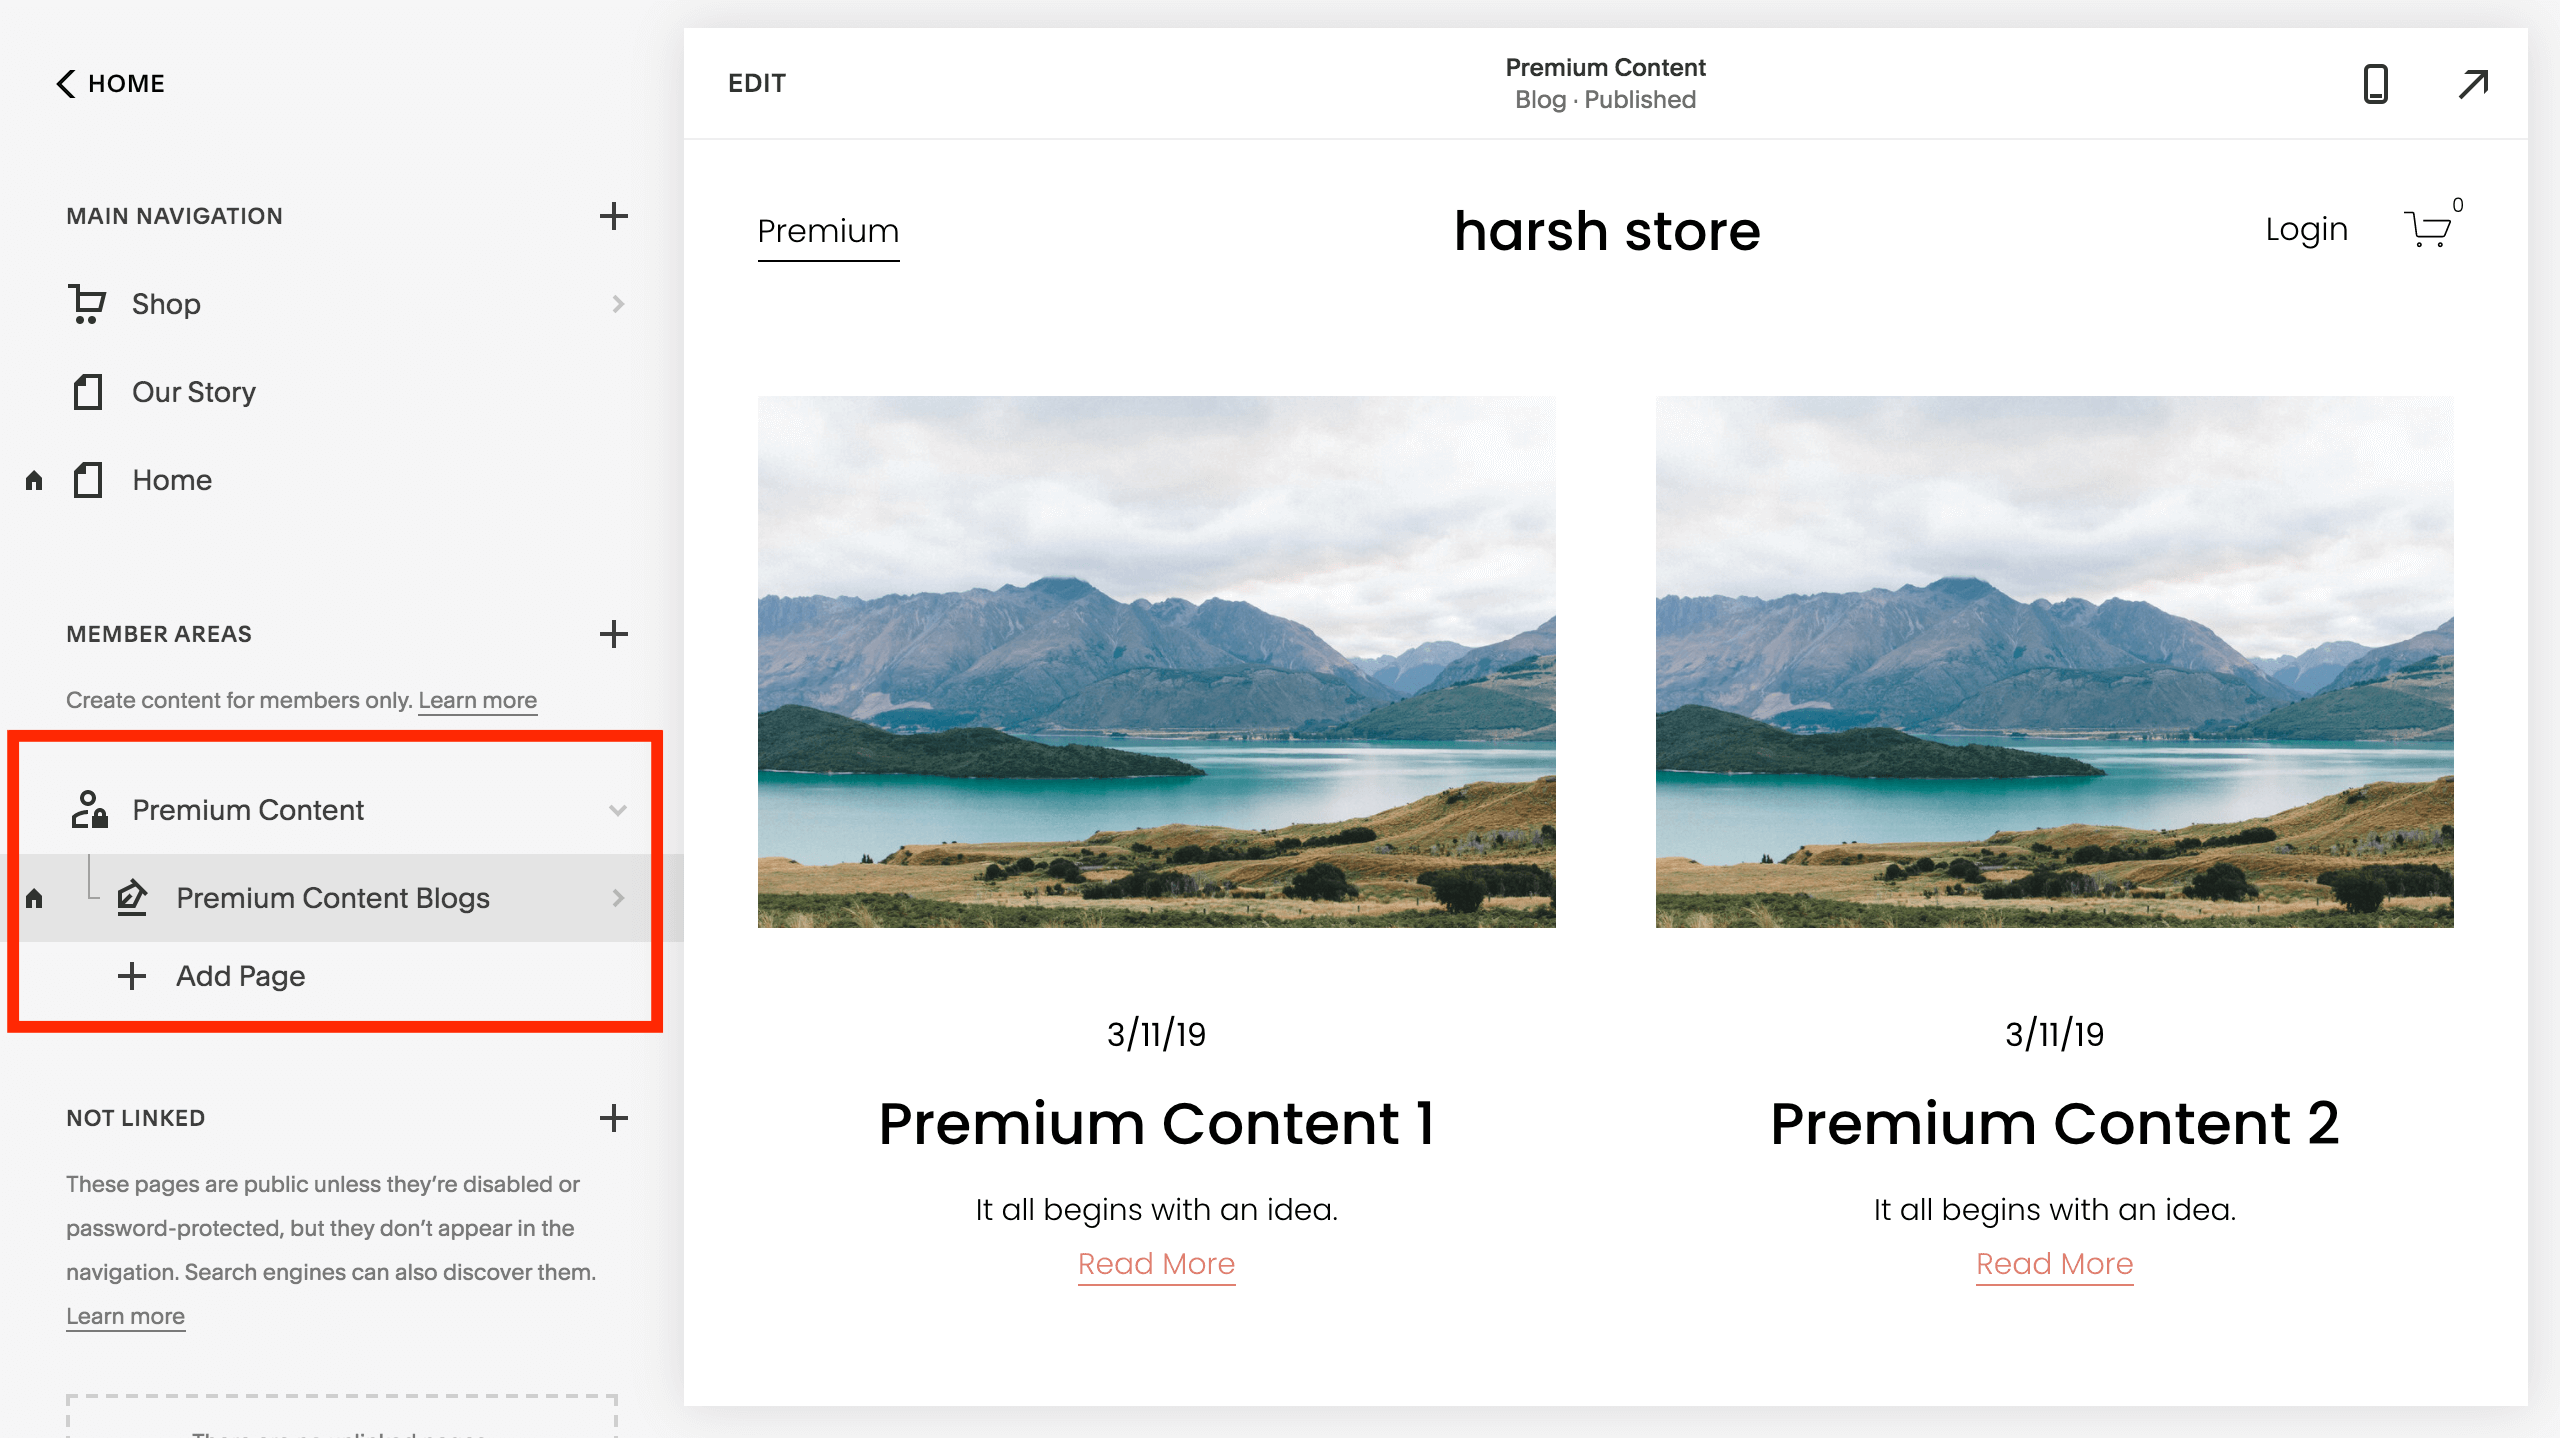 HOME
MAIN NAVIGATION
Shop
Our Story
Home
MEMBER AREAS
Create content for members only. Learn more
Premium Content
Premium Content Blogs
Add Page
NOT LINKED
These pages are public unless they’re disabled or
password-protected, but they don’t appear in the
navigation. Search engines can also discover them.
Learn more
EDIT
Premium Content
Blog · Published
Premium
harsh store
Login
0
3/11/19
Premium Content 1
It all begins with an idea.
Read More
3/11/19
Premium Content 2
It all begins with an idea.
Read More